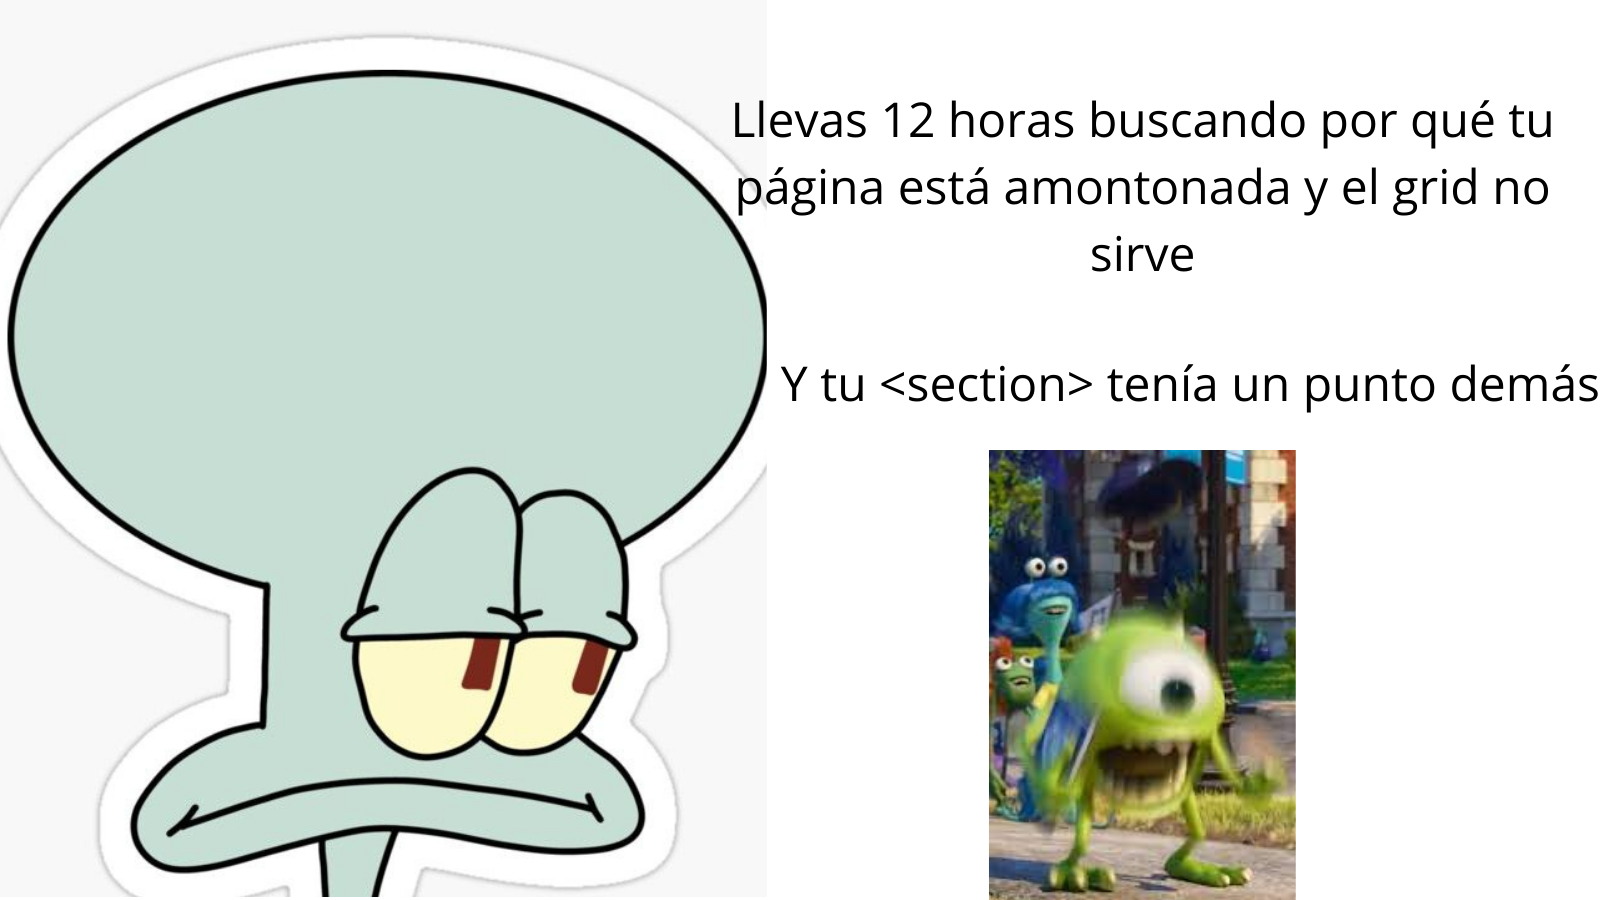 Llevas 12 horas buscando por qué tu
página está amontonada y el grid no
sirve
Y tu <section> tenía un punto demás